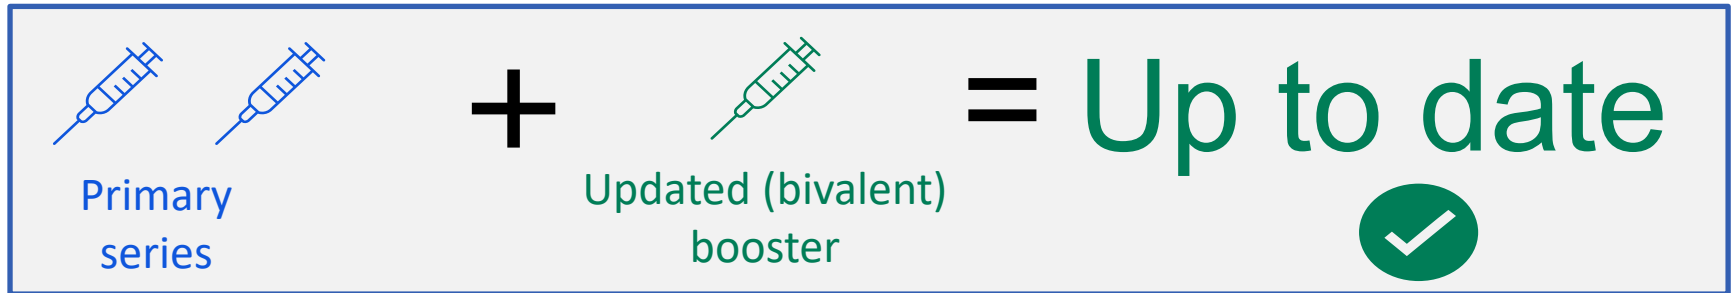 Primary
series
+
Updated (bivalent)
booster
=
Up to date